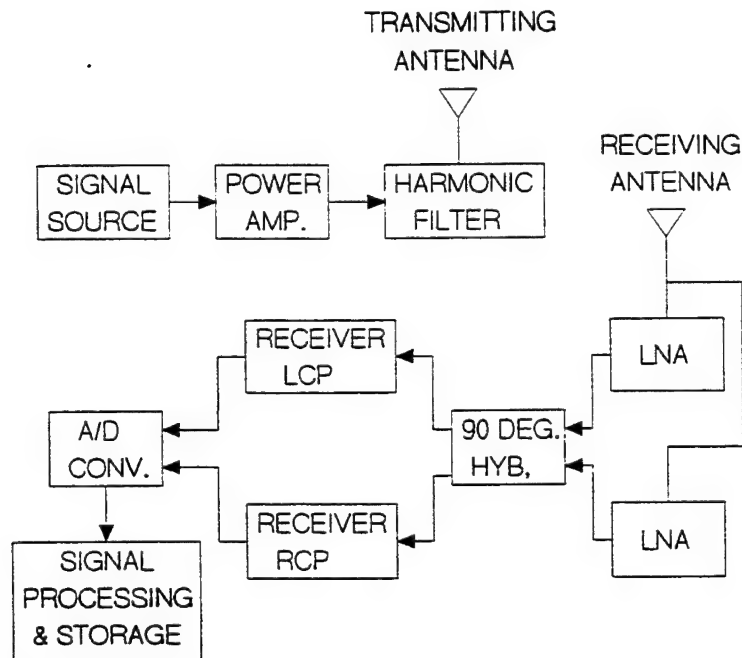 TRANSMITTING
ANTENNA
RECEIVING
ANTENNA
SIGNAL
SOURCE
POWER
AMP.
HARMONIC
FILTER
RECEIVER
LCP
LNA
A/D
CONV.
90 DEG.
HYB,
RECEIVER
RCP
LNA
SIGNAL
PROCESSING
& STORAGE